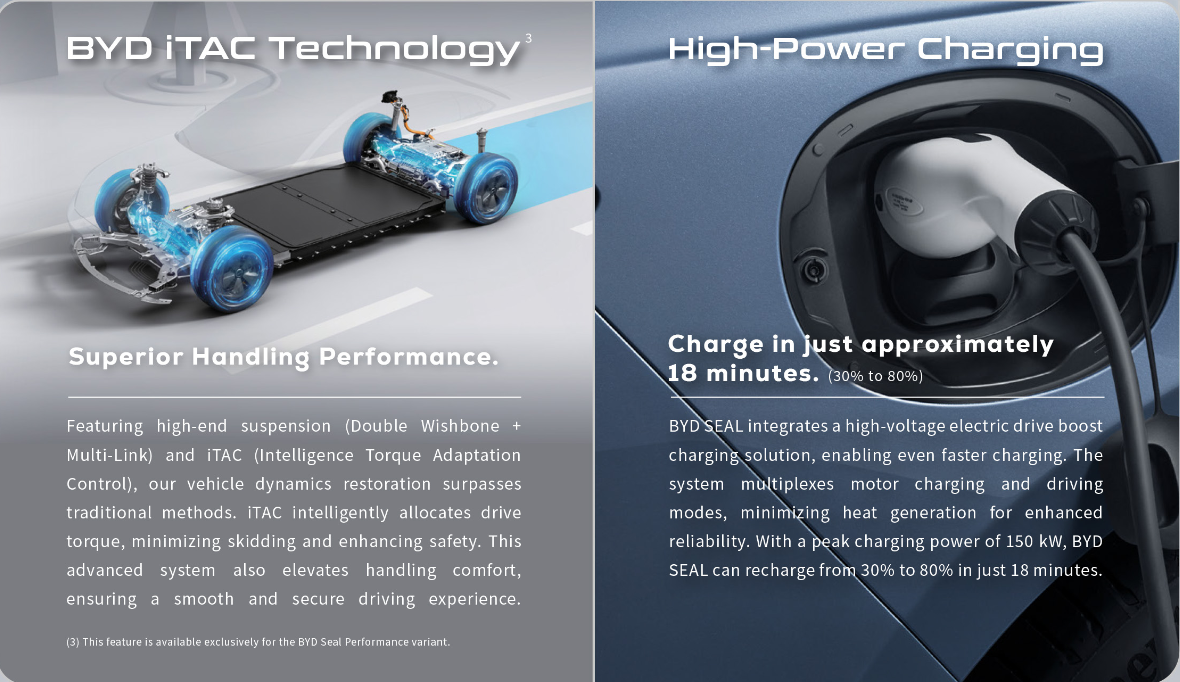 BYD iTAC Technology 3
Superior Handling Performance.
Featuring high-end suspension (Double Wishbone +
Multi-Link) and iTAC (Intelligence Torque Adaptation
Control), our vehicle dynamics restoration surpasses
traditional methods. iTAC intelligently allocates drive
torque, minimizing skidding and enhancing safety. This
advanced system also elevates handling comfort,
ensuring a smooth and secure driving experience.
(3) This feature is available exclusively for the BYD Seal Performance variant.
High-Power Charging
Charge in just approximately
18 minutes. (30% to 80%)
BYD SEAL integrates a high-voltage electric drive boost
charging solution, enabling even faster charging. The
system multiplexes motor charging and driving
modes, minimizing heat generation for enhanced
reliability. With a peak charging power of 150 kW, BYD
SEAL can recharge from 30% to 80% in just 18 minutes.